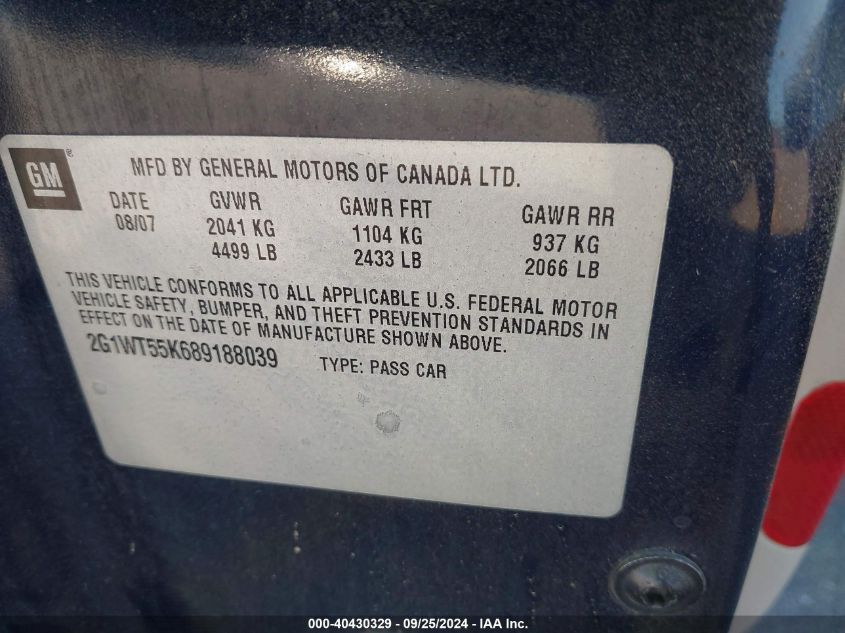 GM®
MFD BY GENERAL MOTORS OF CANADA LTD.
DATE GVWR GAWR FRT GAWR RR
08/07 2041 KG 1104 KG 937 KG
4499 LB 2433 LB 2066 LB
THIS VEHICLE CONFORMS TO ALL APPLICABLE U.S. FEDERAL MOTOR
VEHICLE SAFETY, BUMPER, AND THEFT PREVENTION STANDARDS IN
EFFECT ON THE DATE OF MANUFACTURE SHOWN ABOVE.
2G1WT55K689188039 TYPE: PASS CAR
000-40430329 - 09/25/2024 - IAA Inc.